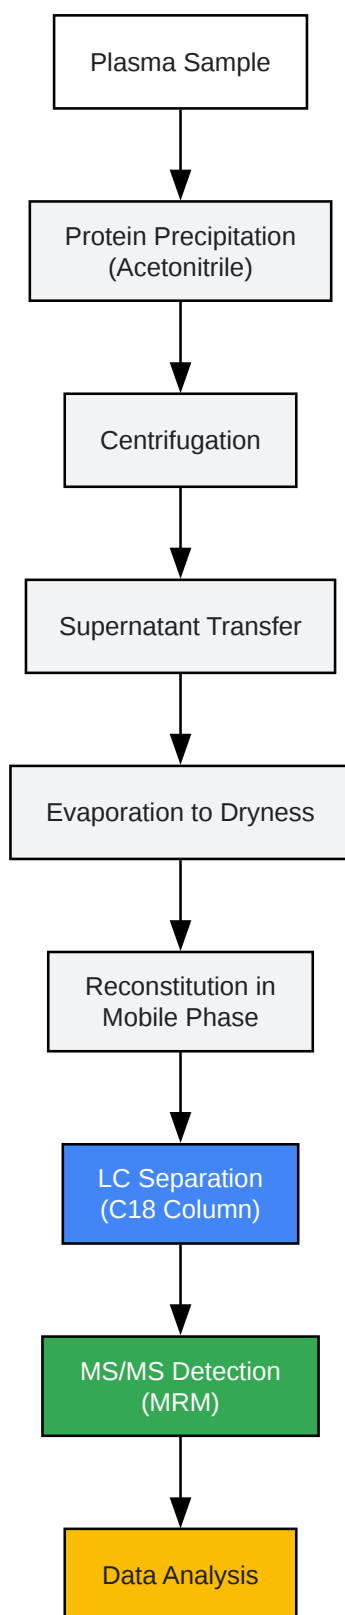 Plasma Sample
Protein Precipitation
(Acetonitrile)
Centrifugation
Supernatant Transfer
Evaporation to Dryness
Reconstitution in
Mobile Phase
LC Separation
(C18 Column)
MS/MS Detection
(MRM)
Data Analysis